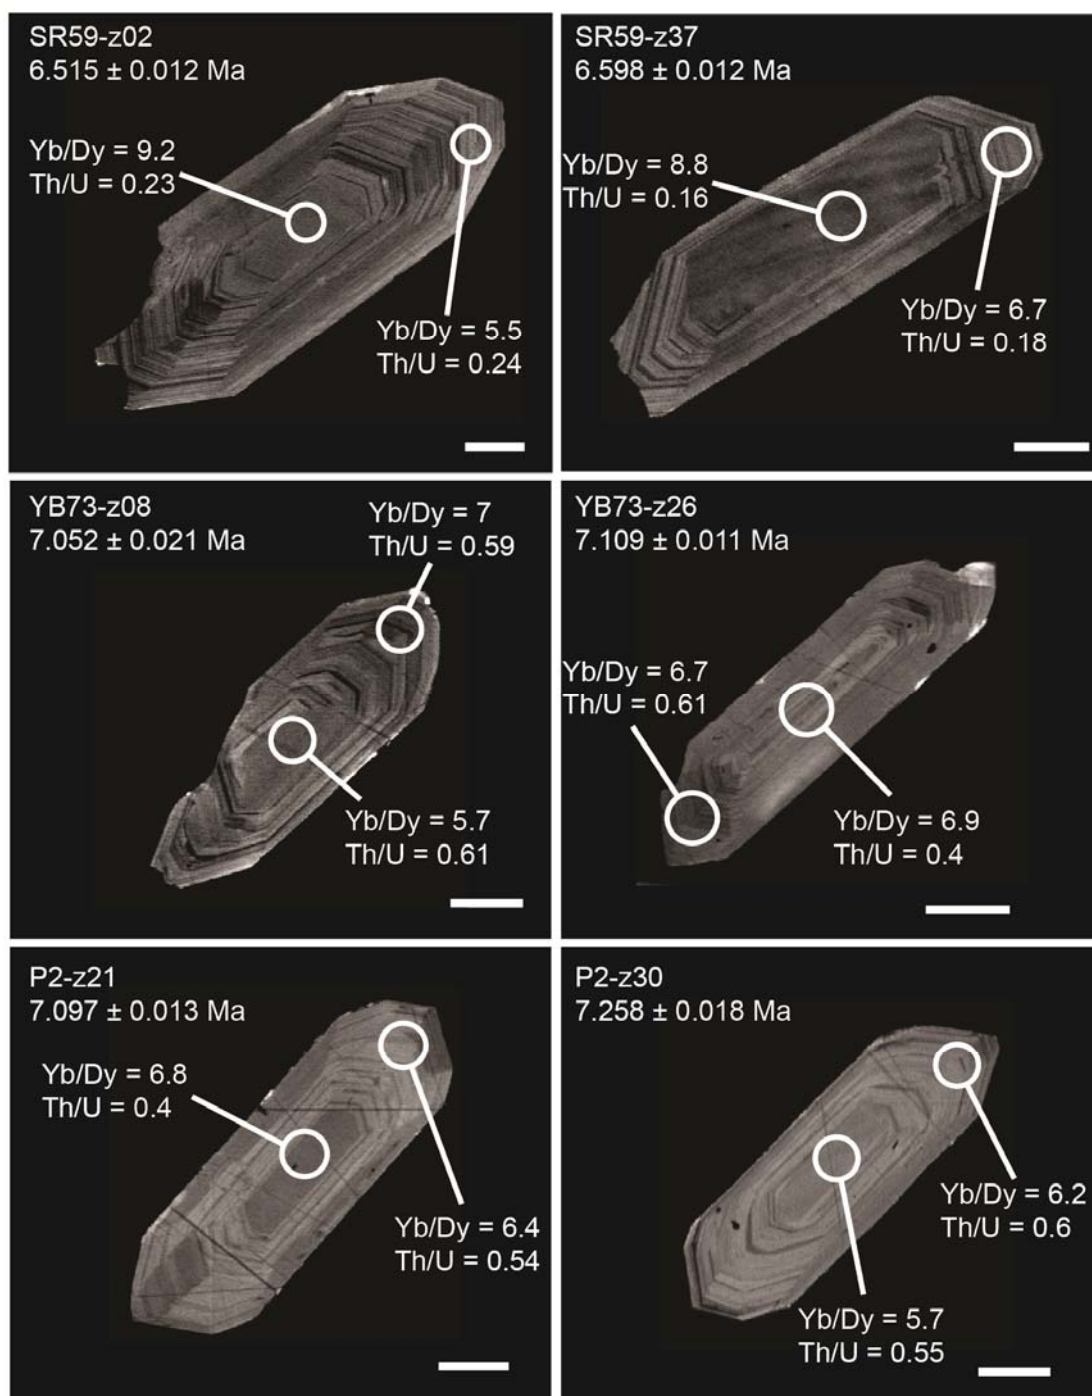 SR59-z02
6.515 ± 0.012 Ma
Yb/Dy = 9.2
Th/U = 0.23
Yb/Dy = 5.5
Th/U = 0.24
SR59-z37
6.598 ± 0.012 Ma
Yb/Dy = 8.8
Th/U = 0.16
Yb/Dy = 6.7
Th/U = 0.18
YB73-z08
7.052 ± 0.021 Ma
Yb/Dy = 7
Th/U = 0.59
Yb/Dy = 5.7
Th/U = 0.61
YB73-z26
7.109 ± 0.011 Ma
Yb/Dy = 6.7
Th/U = 0.61
Yb/Dy = 6.9
Th/U = 0.4
P2-z21
7.097 ± 0.013 Ma
Yb/Dy = 6.8
Th/U = 0.4
Yb/Dy = 6.4
Th/U = 0.54
P2-z30
7.258 ± 0.018 Ma
Yb/Dy = 6.2
Th/U = 0.6
Yb/Dy = 5.7
Th/U = 0.55